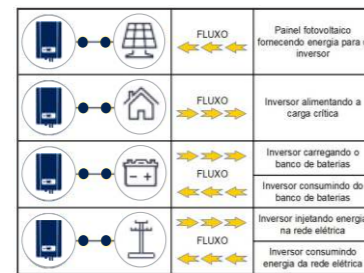 FLUXO
Painel fotovoltaico
fornecendo energia para o
inversor
FLUXO
Inversor alimentando a
carga crítica
FLUXO
Inversor carregando o
banco de baterias
Inversor consumindo do
banco de baterias
FLUXO
Inversor injetando energia
na rede elétrica
Inversor consumindo
energia da rede elétrica